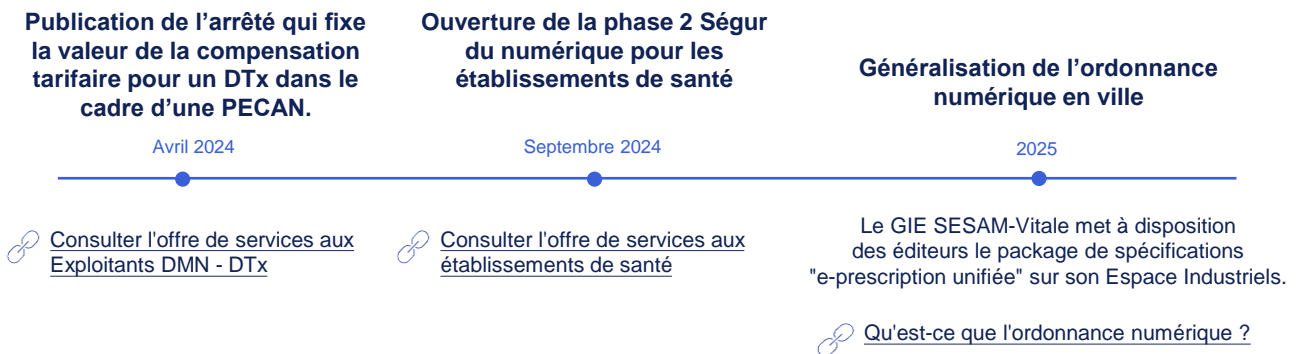 Publication de l’arrêté qui fixe
la valeur de la compensation
tarifaire pour un DTx dans le
cadre d’une PECAN.
Avril 2024
Consulter l'offre de services aux
Exploitants DMN - DTx
Ouverture de la phase 2 Ségur
du numérique pour les
établissements de santé
Septembre 2024
Consulter l'offre de services aux
établissements de santé
Généralisation de l’ordonnance
numérique en ville
2025
Le GIE SESAM-Vitale met à disposition
des éditeurs le package de spécifications
"e-prescription unifiée" sur son Espace Industriels.
Qu'est-ce que l'ordonnance numérique ?